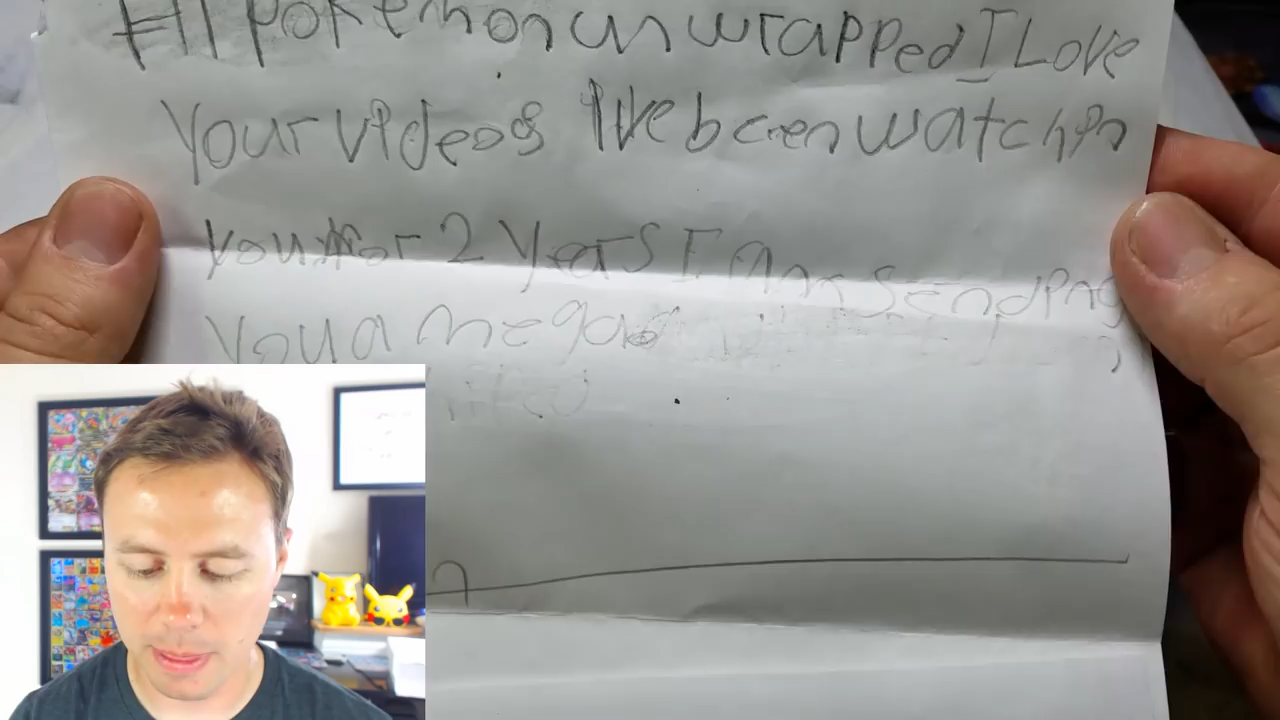 HI pokemon unwrapped I Love
Your videos I've been watchin
you for 2 years I am sending
you a mega